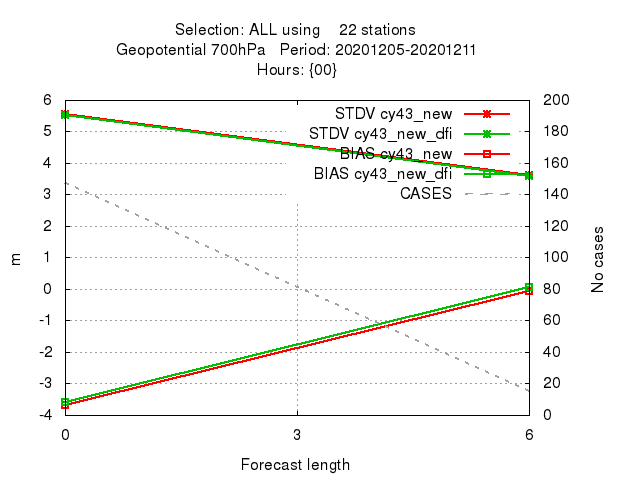 Selection: ALL using 22 stations
Geopotential 700hPa Period: 20201205-20201211
Hours: {00}
STDV cy43_new
STDV cy43_new_dfi
BIAS cy43_new
BIAS cy43_new_dfi
CASES
6
5
4
3
2
1
0
-1
-2
-3
-4
m
200
180
160
140
120
100
80
60
40
20
0
No cases
0
3
6
Forecast length